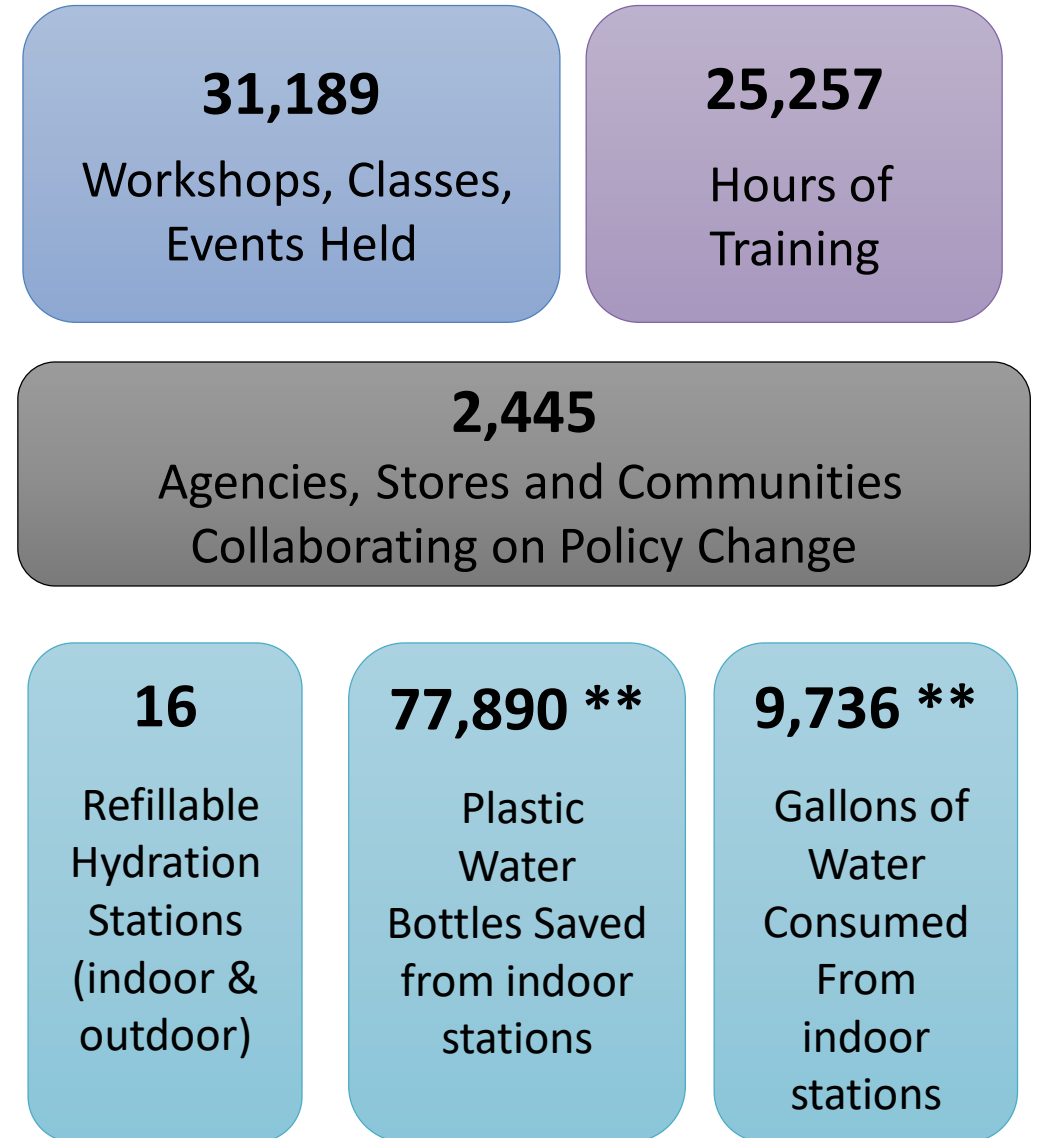 31,189
Workshops, Classes,
Events Held
25,257
Hours of
Training
2,445
Agencies, Stores and Communities
Collaborating on Policy Change
16
Refillable
Hydration
Stations
(indoor &
outdoor)
77,890 **
Plastic
Water
Bottles Saved
from indoor
stations
9,736 **
Gallons of
Water
Consumed
From
indoor
stations